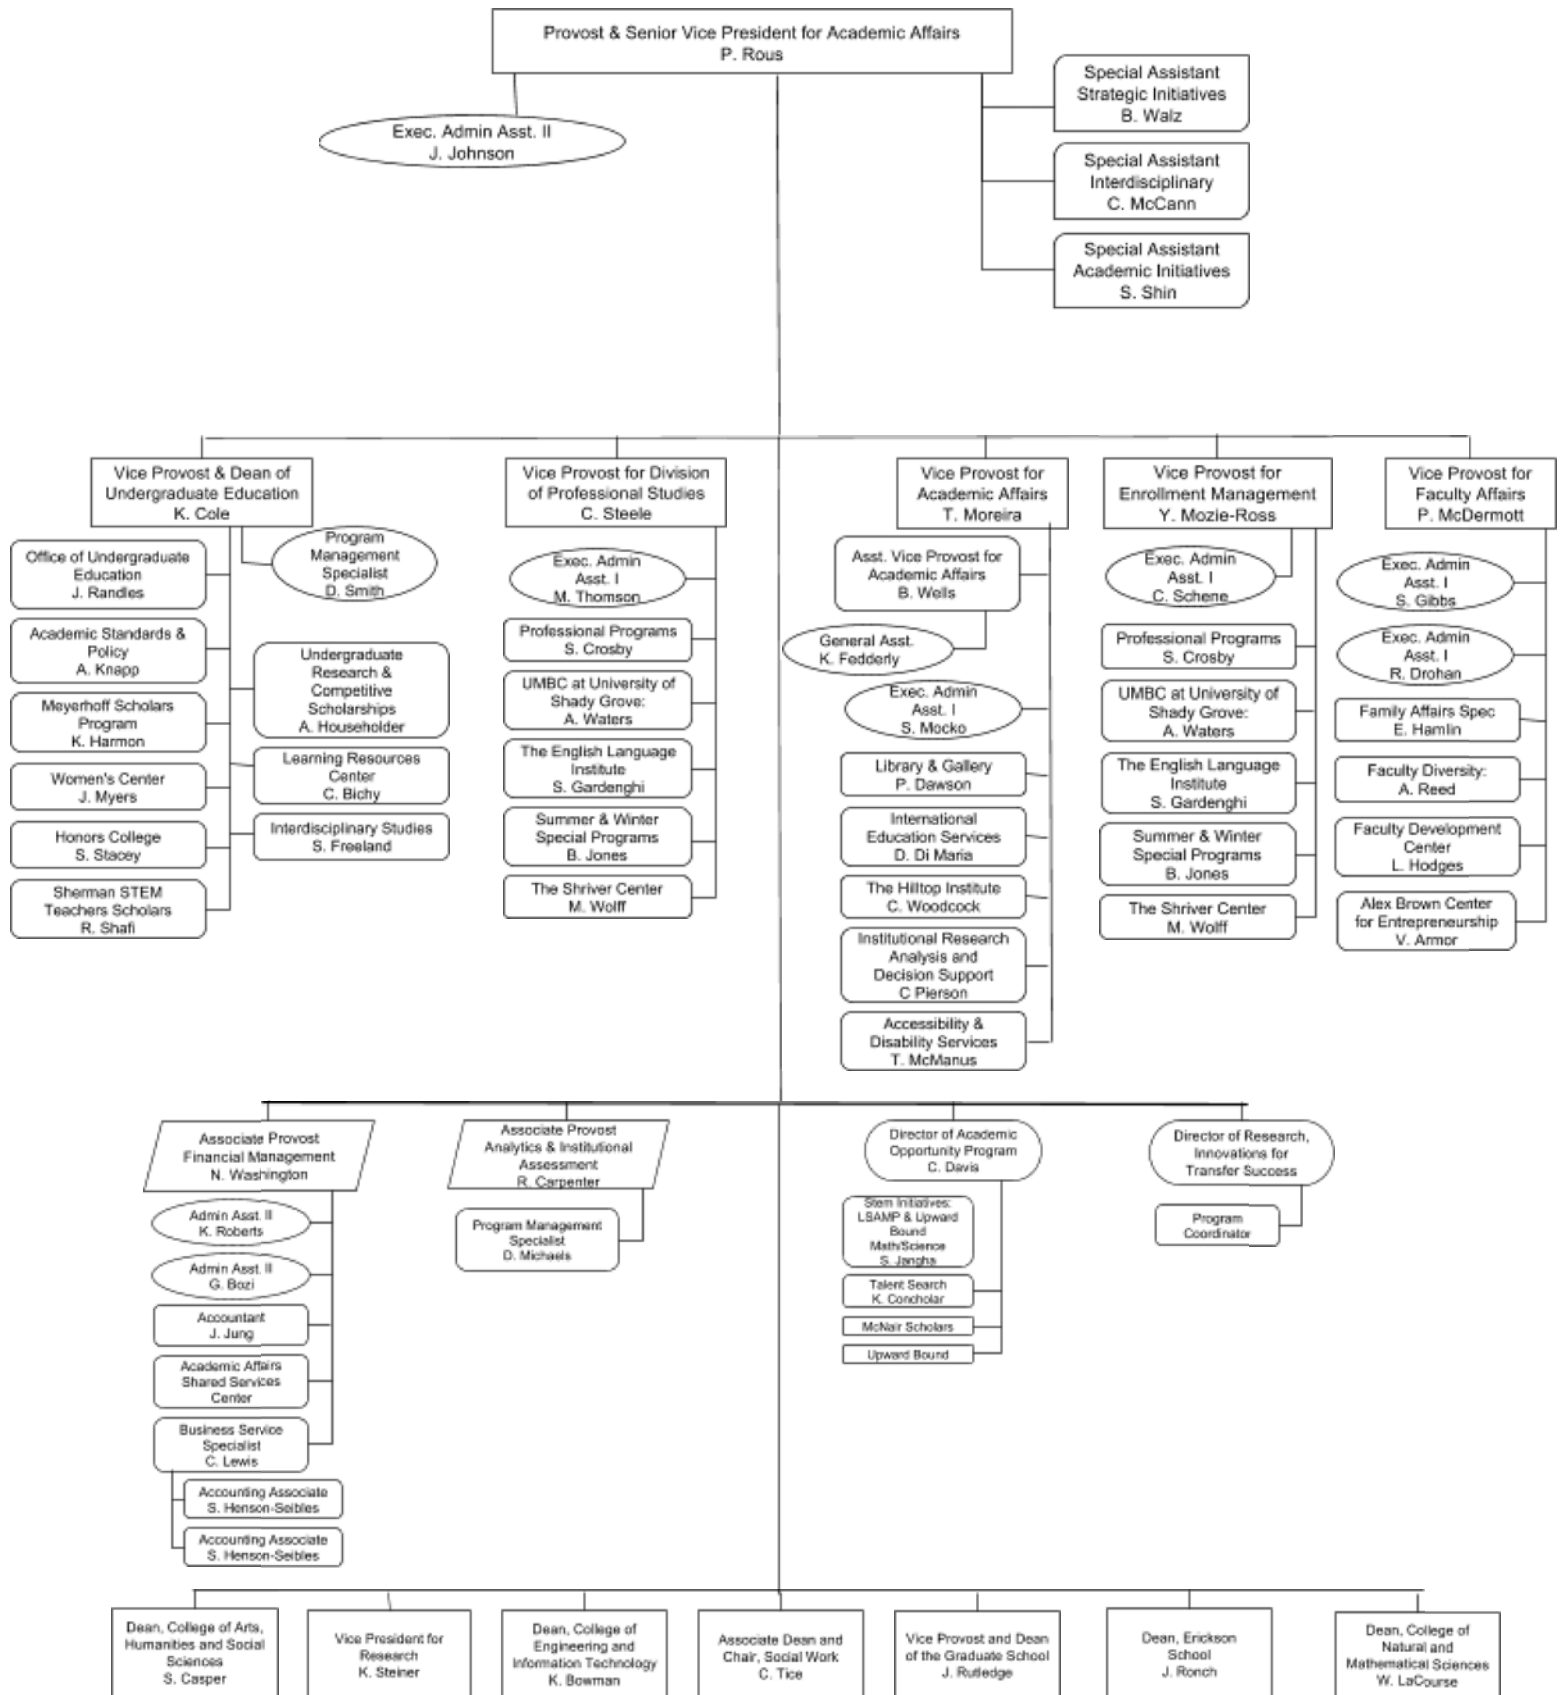 Provost & Senior Vice President for Academic Affairs
P. Rous
Exec. Admin Asst. II
J. Johnson
Special Assistant
Strategic Initiatives
B. Walz
Special Assistant
Interdisciplinary
C. McCann
Special Assistant
Academic Initiatives
S. Shin
Vice Provost & Dean of
Undergraduate Education
K. Cole
Program
Management
Specialist
D. Smith
Office of Undergraduate
Education
J. Randles
Academic Standards &
Policy
A. Knapp
Meyerhoff Scholars
Program
K. Harmon
Women's Center
J. Myers
Honors College
S. Stacey
Sherman STEM
Teachers Scholars
R. Shafi
Undergraduate
Research &
Competitive
Scholarships
A. Householder
Learning Resources
Center
C. Bichy
Interdisciplinary Studies
S. Freeland
Vice Provost for Division
of Professional Studies
C. Steele
Exec. Admin
Asst. I
M. Thomson
Professional Programs
S. Crosby
UMBC at University of
Shady Grove:
A. Waters
The English Language
Institute
S. Gardenghi
Summer & Winter
Special Programs
B. Jones
The Shriver Center
M. Wolff
Vice Provost for
Academic Affairs
T. Moreira
Asst. Vice Provost for
Academic Affairs
B. Wells
General Asst.
K. Fedderly
Exec. Admin
Asst. I
S. Mocko
Library & Gallery
P. Dawson
International
Education Services
D. Di Maria
The Hilltop Institute
C. Woodcock
Institutional Research
Analysis and
Decision Support
C Pierson
Accessibility &
Disability Services
T. McManus
Vice Provost for
Enrollment Management
Y. Mozie-Ross
Exec. Admin
Asst. I
C. Schene
Professional Programs
S. Crosby
UMBC at University of
Shady Grove:
A. Waters
The English Language
Institute
S. Gardenghi
Summer & Winter
Special Programs
B. Jones
The Shriver Center
M. Wolff
Vice Provost for
Faculty Affairs
P. McDermott
Exec. Admin
Asst. I
S. Gibbs
Exec. Admin
Asst. I
R. Drohan
Family Affairs Spec
E. Hamlin
Faculty Diversity:
A. Reed
Faculty Development
Center
L. Hodges
Alex Brown Center
for Entrepreneurship
V. Armor
Associate Provost
Financial Management
N. Washington
Admin Asst. II
K. Roberts
Admin Asst. II
G. Bozi
Accountant
J. Jung
Academic Affairs
Shared Services
Center
Business Service
Specialist
C. Lewis
Accounting Associate
S. Henson-Seibles
Accounting Associate
S. Henson-Seibles
Associate Provost
Analytics & Institutional
Assessment
R. Carpenter
Program Management
Specialist
D. Michaels
Director of Academic
Opportunity Program
C. Davis
Stem Initiatives:
LSAMP & Upward
Bound
Math/Science
S. Jangha
Talent Search
K. Concholar
McNair Scholars
Upward Bound
Director of Research,
Innovations for
Transfer Success
Program
Coordinator
Dean, College of Arts,
Humanities and Social
Sciences
S. Casper
Vice President for
Research
K. Steiner
Dean, College of
Engineering and
Information Technology
K. Bowman
Associate Dean and
Chair, Social Work
C. Tice
Vice Provost and Dean
of the Graduate School
J. Rutledge
Dean, Erickson
School
J. Ronch
Dean, College of
Natural and
Mathematical Sciences
W. LaCourse